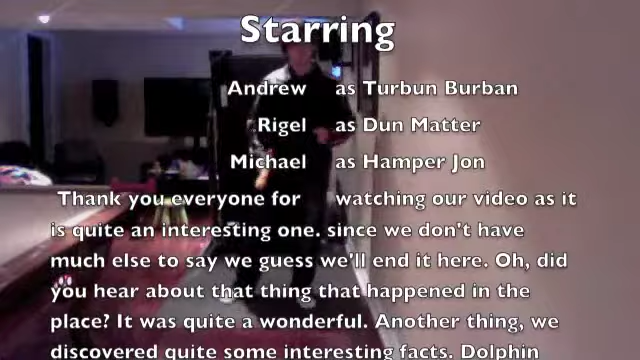 Starring
Andrew as Turbun Burban
Rigel as Dun Matter
Michael as Hamper Jon
Thank you everyone for watching our video as it
is quite an interesting one. since we don't have
much else to say we guess we'll end it here. Oh, did
you hear about that thing that happened in the
place? It was quite a wonderful. Another thing, we
discovered quite some interesting facts. Dolphin